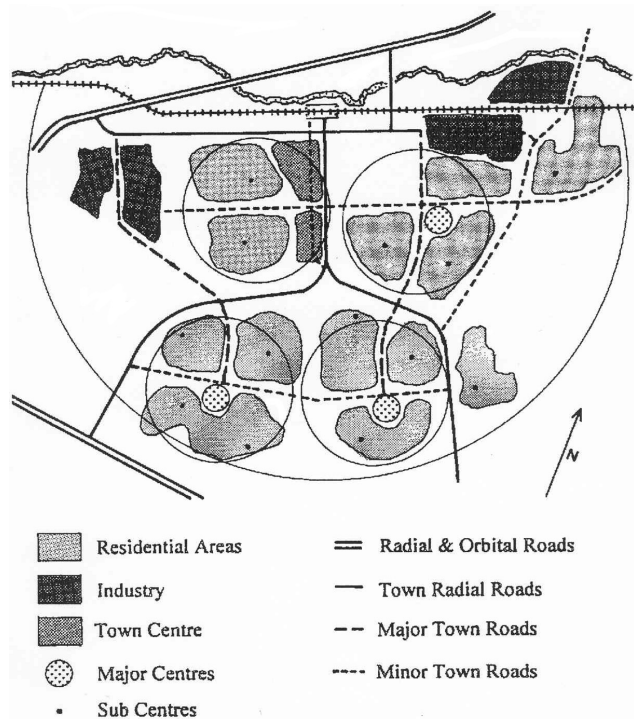 N
Residential Areas
Industry
Town Centre
Major Centres
Sub Centres
Radial & Orbital Roads
Town Radial Roads
Major Town Roads
Minor Town Roads